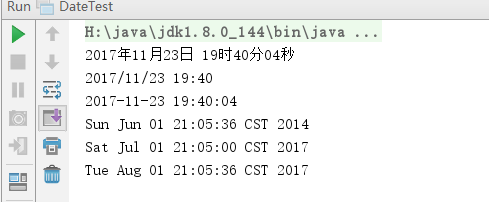 Run DateTest
H:\java\jdk1.8.0_144\bin\java ...
2017年11月23日 19时40分04秒
2017/11/23 19:40
2017-11-23 19:40:04
Sun Jun 01 21:05:36 CST 2014
Sat Jul 01 21:05:00 CST 2017
Tue Aug 01 21:05:36 CST 2017